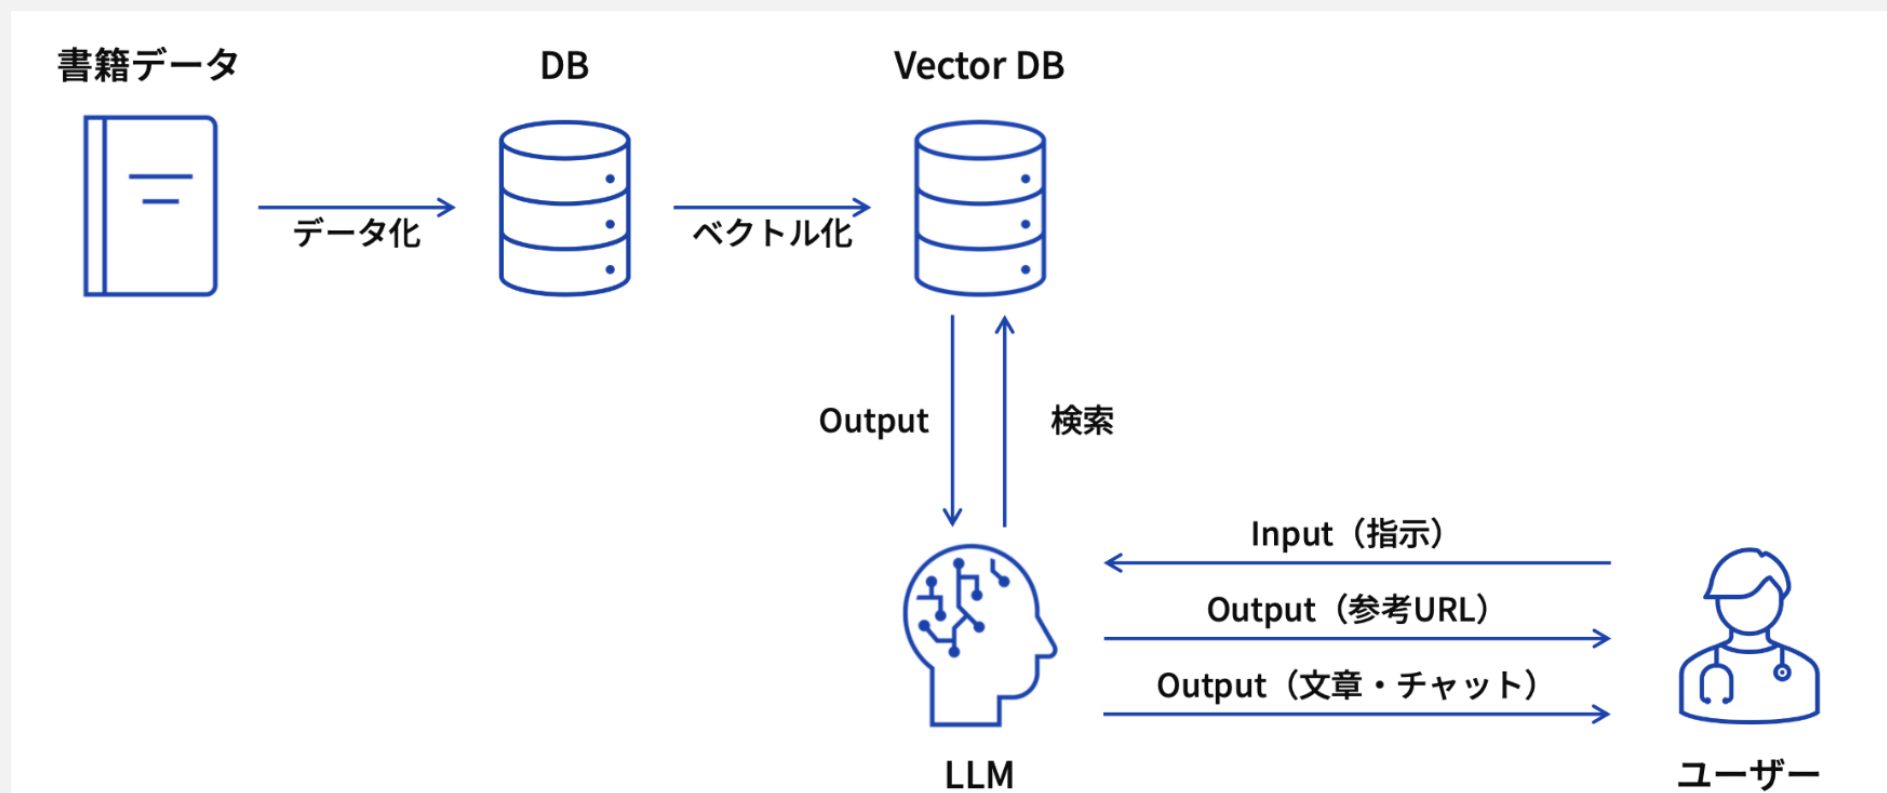 書籍データ
DB
Vector DB
データ化
ベクトル化
Output
検索
Input（指示）
Output（参考URL）
Output（文章・チャット）
LLM
ユーザー